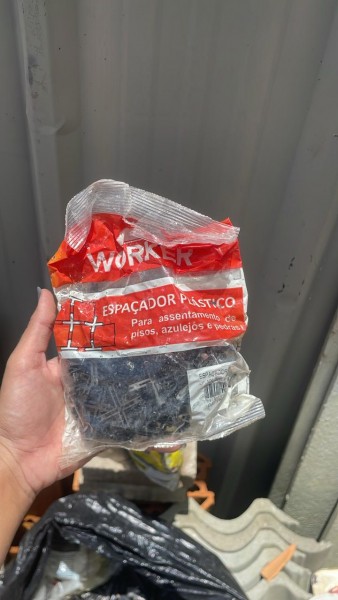 WORKER
ESPAÇADOR PLÁSTICO
Para assentamento de
pisos, azulejos e pedras.